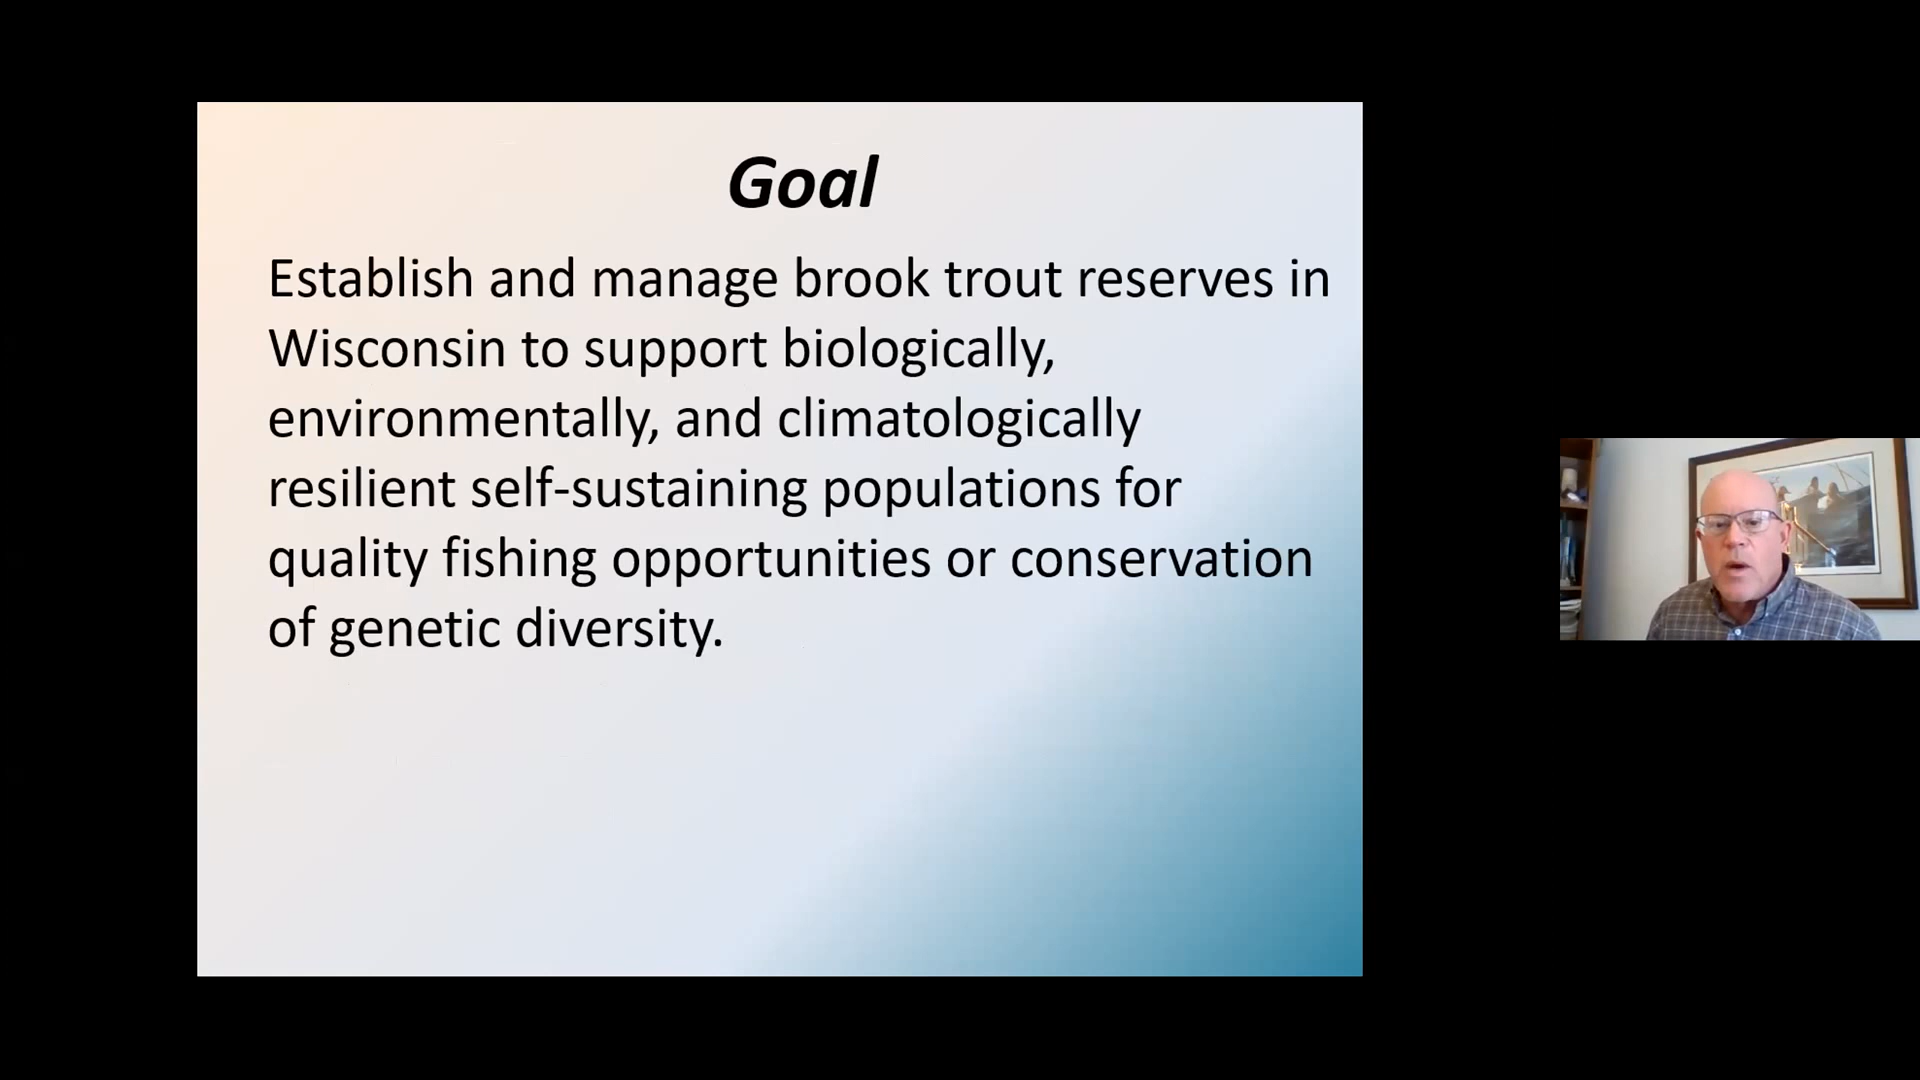 Goal
Establish and manage brook trout reserves in
Wisconsin to support biologically,
environmentally, and climatologically
resilient self-sustaining populations for
quality fishing opportunities or conservation
of genetic diversity.